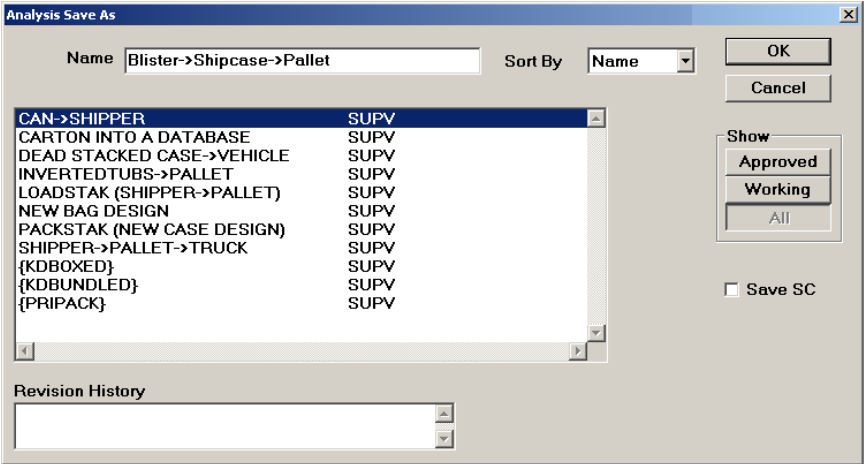 Analysis Save As
Name Blister->Shipcase->Pallet Sort By Name OK
Cancel
CAN->SHIPPER SUPV
CARTON INTO A DATABASE SUPV
DEAD STACKED CASE->VEHICLE SUPV
INVERTEDTUBS->PALLET SUPV
LOADSTAK (SHIPPER->PALLET) SUPV
NEW BAG DESIGN SUPV
PACKSTAK (NEW CASE DESIGN) SUPV
SHIPPER->PALLET->TRUCK SUPV
{KDBOXED} SUPV
{KDBUNDLED} SUPV
{PRIPACK} SUPV
Show
Approved
Working
All
Save SC
Revision History